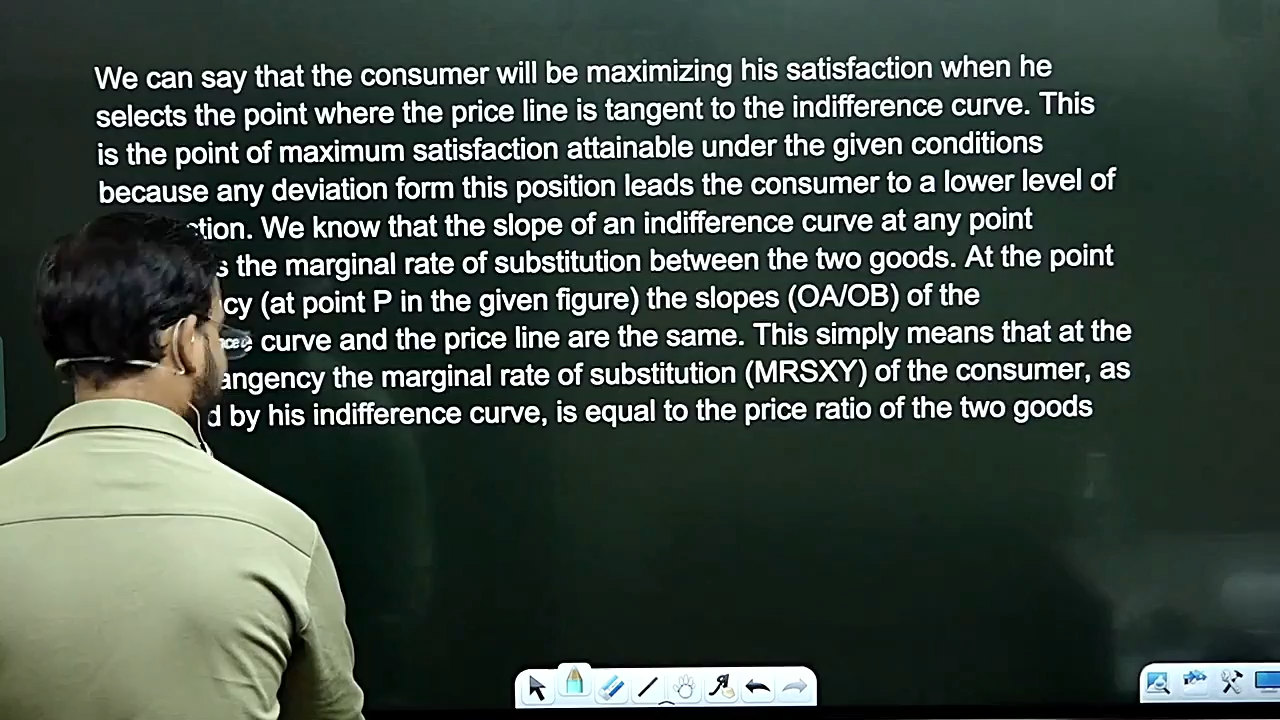 We can say that the consumer will be maximizing his satisfaction when he
selects the point where the price line is tangent to the indifference curve. This
is the point of maximum satisfaction attainable under the given conditions
because any deviation form this position leads the consumer to a lower level of
We know that the slope of an indifference curve at any point
the marginal rate of substitution between the two goods. At the point
(at point P in the given figure) the slopes (OA/OB) of the
curve and the price line are the same. This simply means that at the
the marginal rate of substitution (MRSXY) of the consumer, as
by his indifference curve, is equal to the price ratio of the two goods